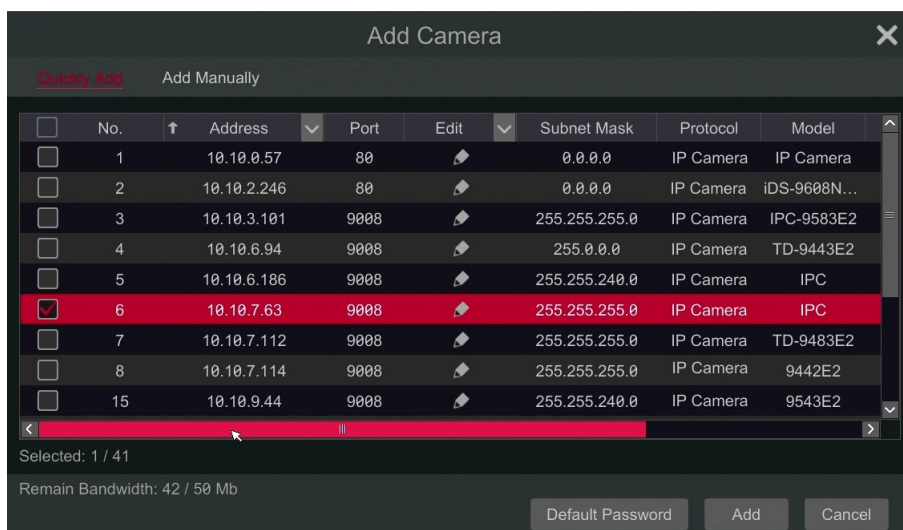 Add Camera
Quickly Add Add Manually
No. Address Port Edit Subnet Mask Protocol Model
1 10.10.0.57 80 0.0.0.0 IP Camera IP Camera
2 10.10.2.246 80 0.0.0.0 IP Camera iDS-9608N...
3 10.10.3.101 9008 255.255.255.0 IP Camera IPC-9583E2
4 10.10.6.94 9008 255.0.0.0 IP Camera TD-9443E2
5 10.10.6.186 9008 255.255.240.0 IP Camera IPC
6 10.10.7.63 9008 255.255.255.0 IP Camera IPC
7 10.10.7.112 9008 255.255.255.0 IP Camera TD-9483E2
8 10.10.7.114 9008 255.255.255.0 IP Camera 9442E2
15 10.10.9.44 9008 255.255.240.0 IP Camera 9543E2
Selected: 1 / 41
Remain Bandwidth: 42 / 50 Mb
Default Password Add Cancel